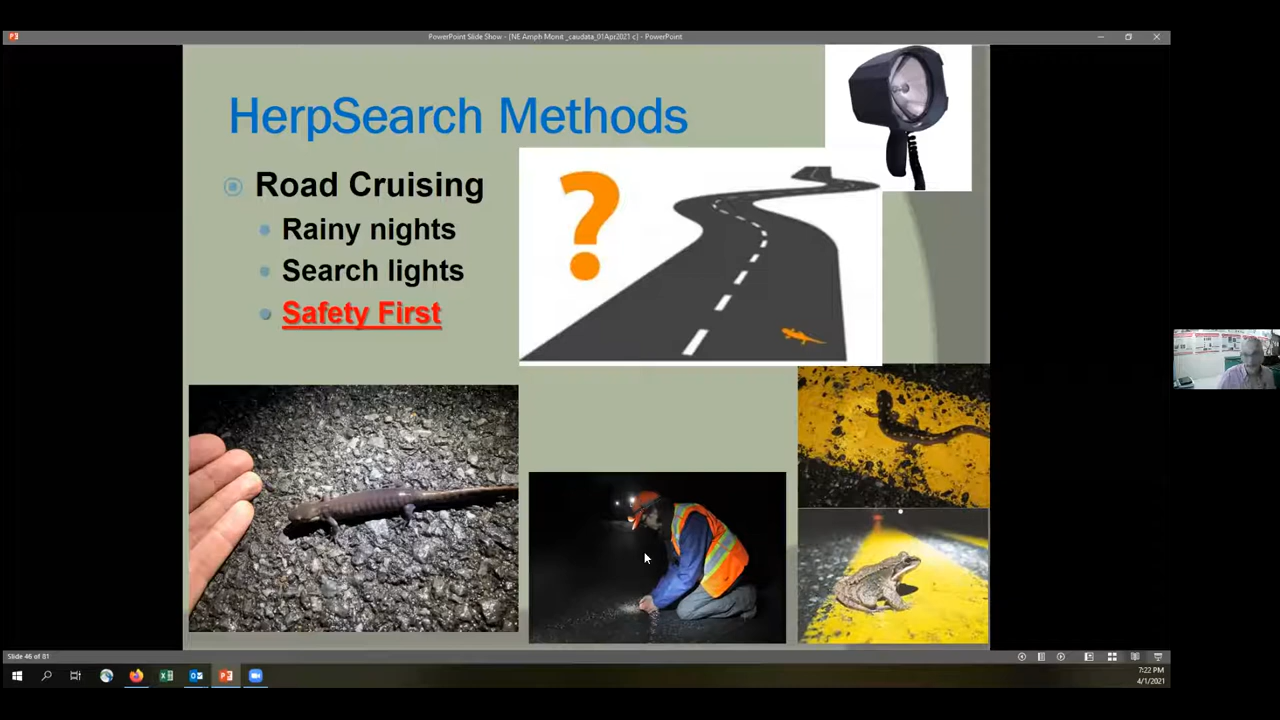 PowerPoint Slide Show - [NE Amph Monit _caudata_01Apr2021 c] - PowerPoint
HerpSearch Methods
Road Cruising
Rainy nights
Search lights
Safety First
?
Slide 46 of 81
7:22 PM
4/1/2021